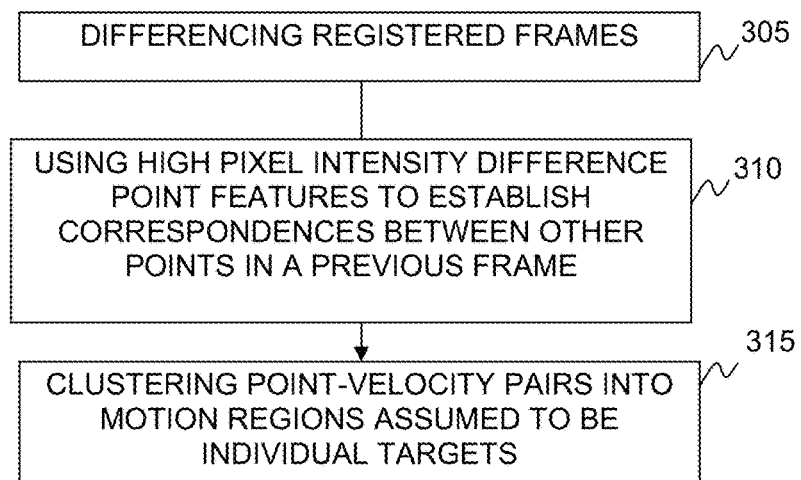 DIFFERENCING REGISTERED FRAMES
305
USING HIGH PIXEL INTENSITY DIFFERENCE
POINT FEATURES TO ESTABLISH
CORRESPONDENCES BETWEEN OTHER
POINTS IN A PREVIOUS FRAME
310
CLUSTERING POINT-VELOCITY PAIRS INTO
MOTION REGIONS ASSUMED TO BE
INDIVIDUAL TARGETS
315